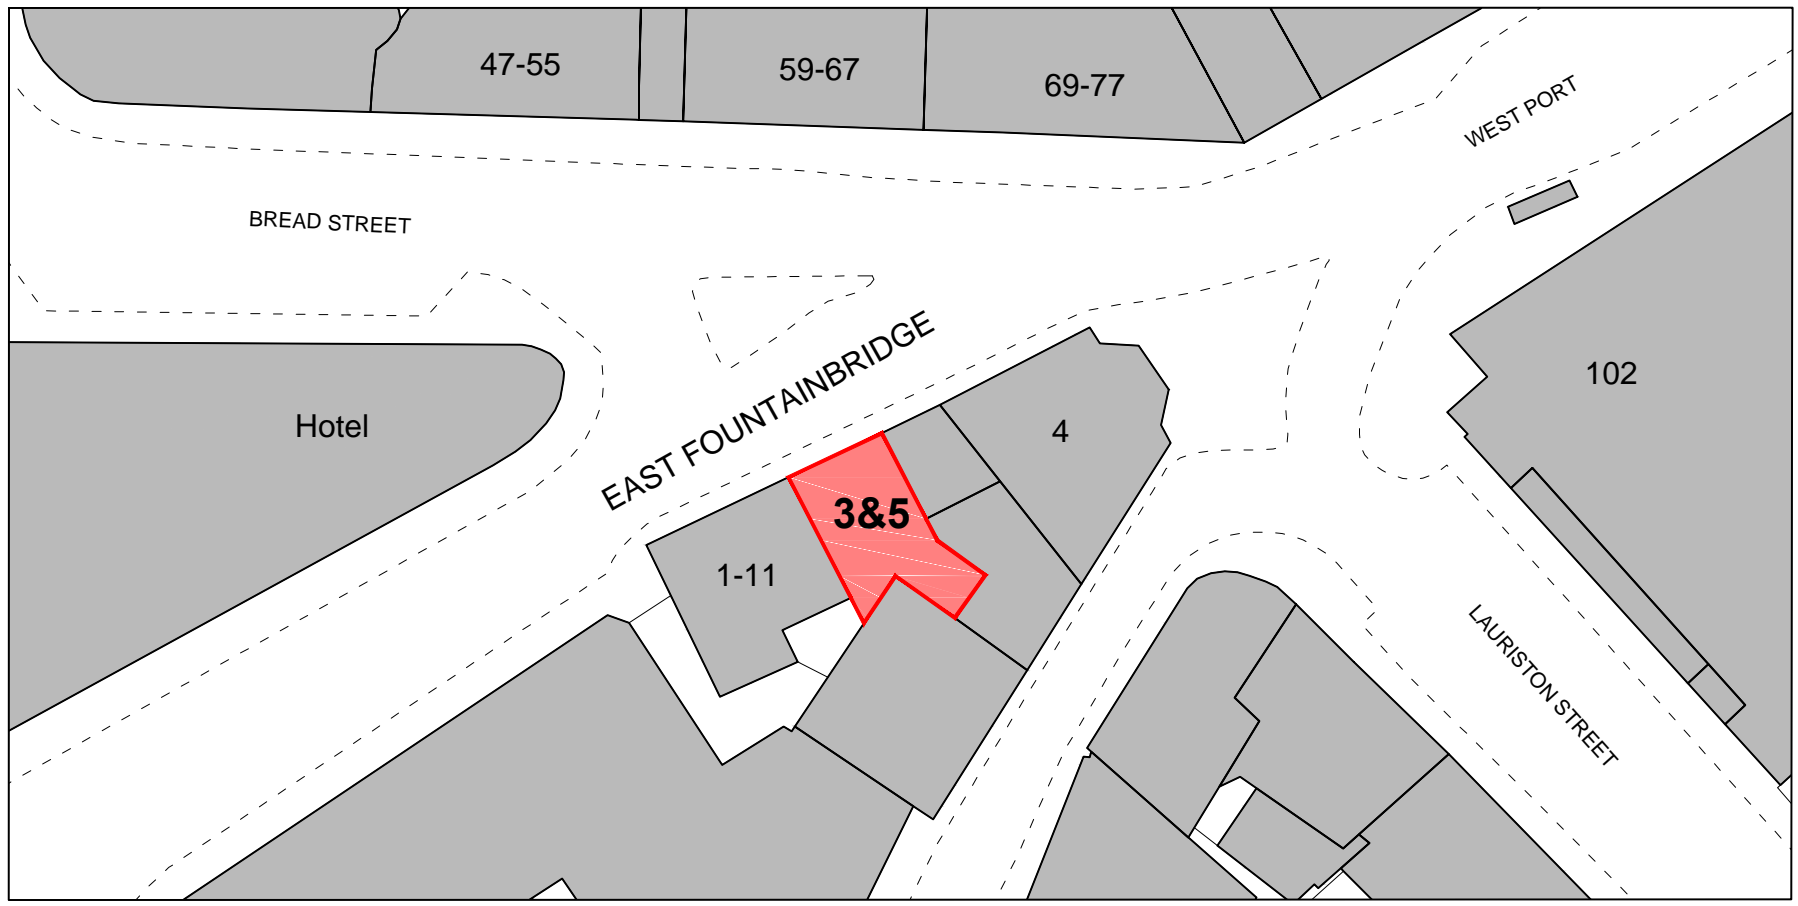 47-55
59-67
69-77
WEST PORT
BREAD STREET
EAST FOUNTAINBRIDGE
102
Hotel
4
3&5
1-11
LAURISTON STREET